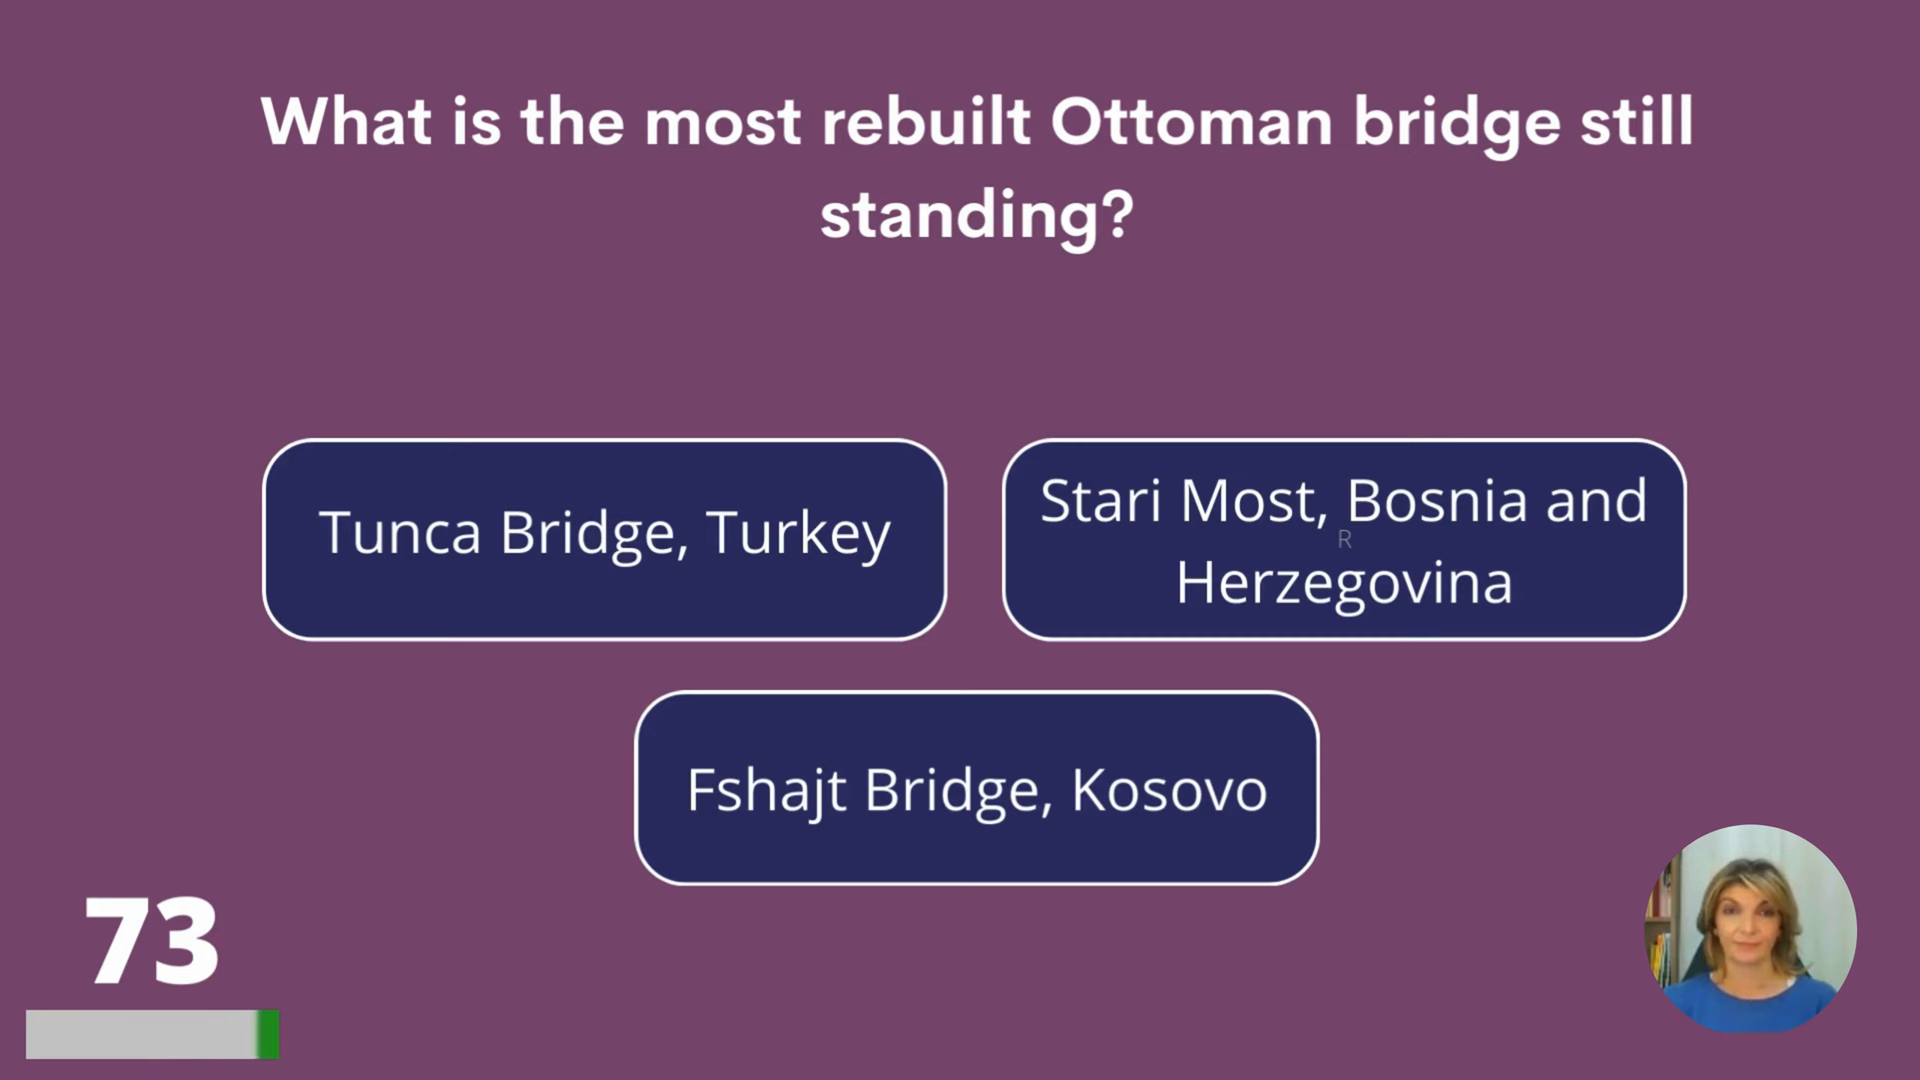 What is the most rebuilt Ottoman bridge still
standing?
Tunca Bridge, Turkey
Stari Most, Bosnia and
R
Herzegovina
Fshajt Bridge, Kosovo
73